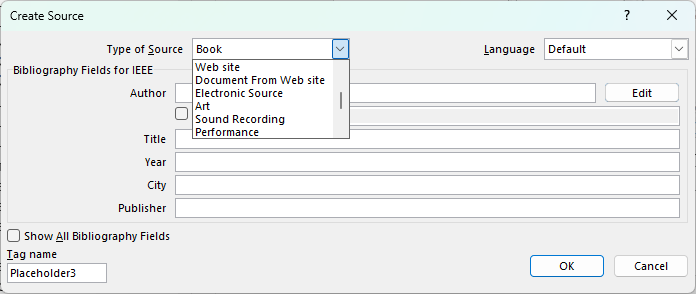 Create Source
?
Type of Source Book Language Default
Bibliography Fields for IEEE
Web site
Document From Web site
Electronic Source
Art
Sound Recording
Performance
Author Edit
Title
Year
City
Publisher
Show All Bibliography Fields
Tag name
Placeholder3
OK Cancel